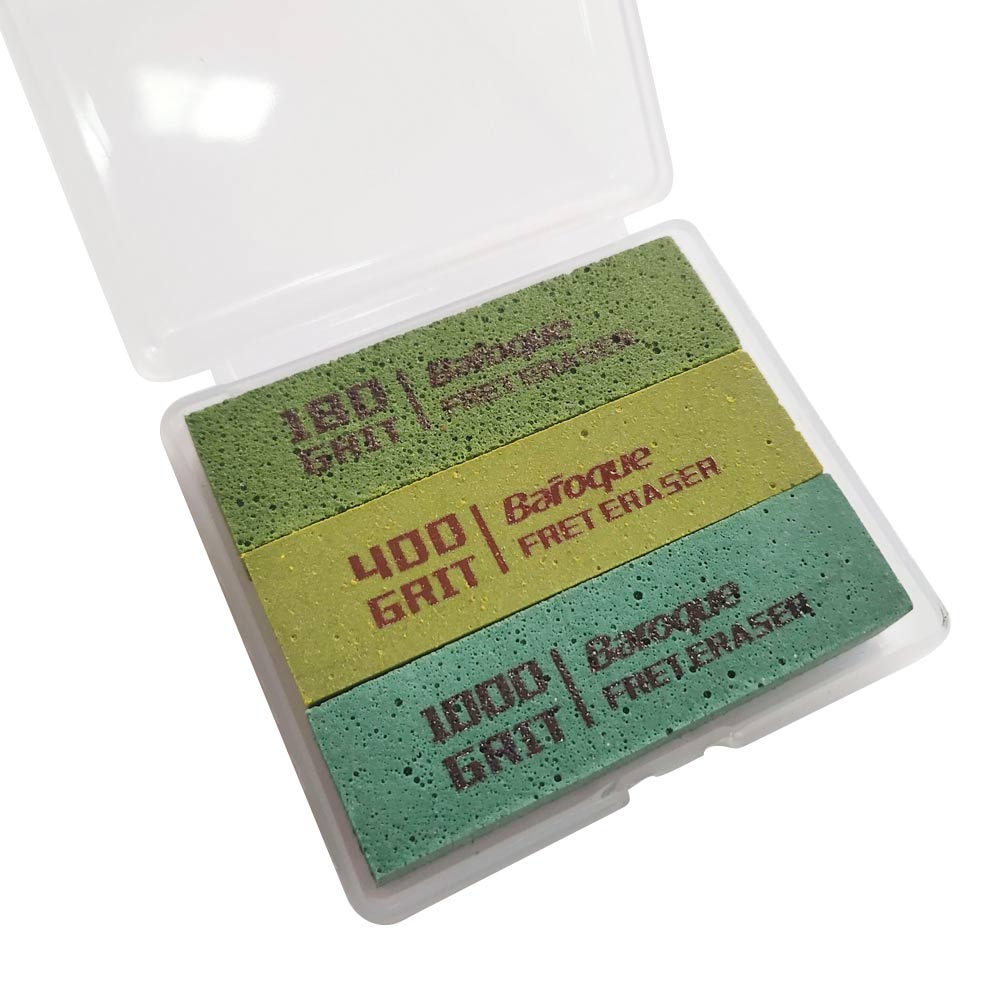 180 GRIT
Baroque
FRET ERASER
400 GRIT
Baroque
FRET ERASER
1000 GRIT
Baroque
FRET ERASER